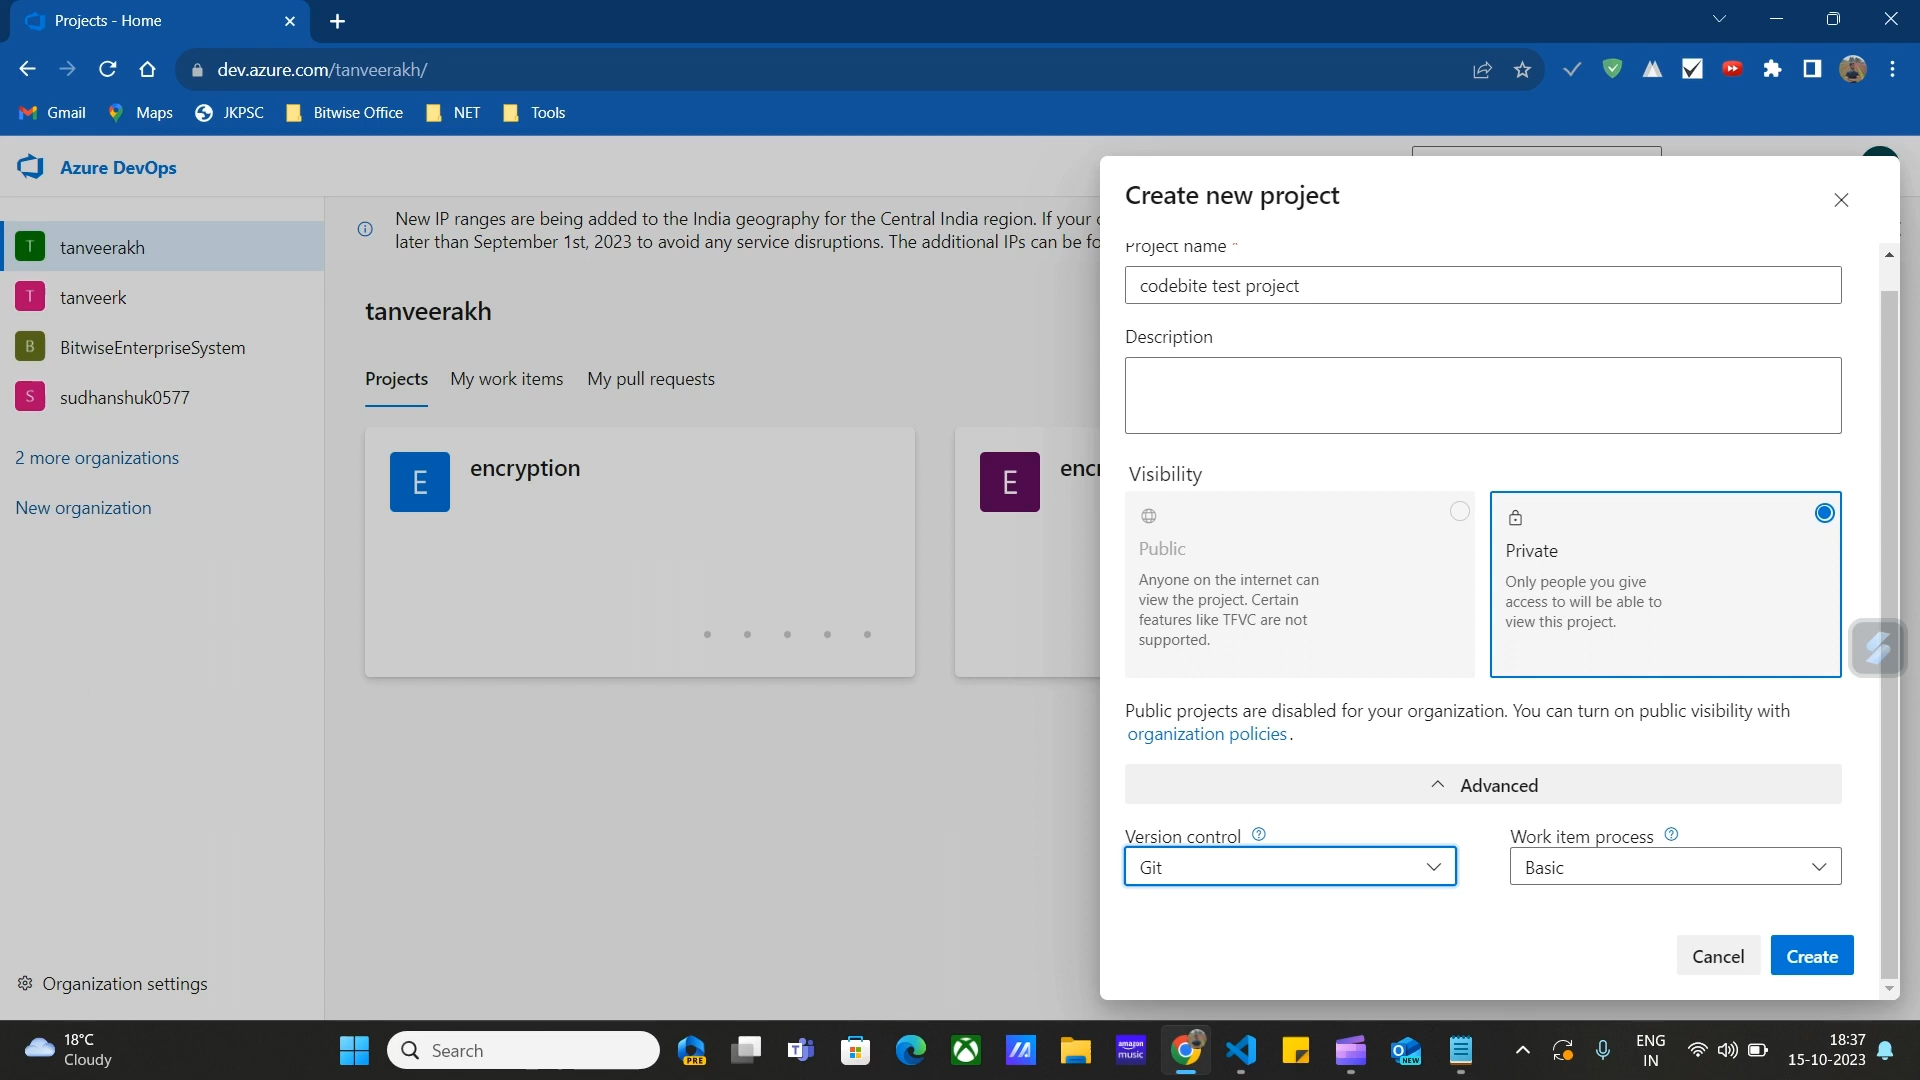 Projects - Home
dev.azure.com/tanveerakh/
Gmail
Maps
JKPSC
Bitwise Office
NET
Tools
Azure DevOps
T
tanveerakh
T
tanveerk
B
BitwiseEnterpriseSystem
S
sudhanshuk0577
2 more organizations
New organization
Organization settings
New IP ranges are being added to the India geography for the Central India region. If your
later than September 1st, 2023 to avoid any service disruptions. The additional IPs can be fo
tanveerakh
Projects
My work items
My pull requests
E
encryption
E
encr
Create new project
Project name *
codebite test project
Description
Visibility
Public
Anyone on the internet can
view the project. Certain
features like TFVC are not
supported.
Private
Only people you give
access to will be able to
view this project.
Public projects are disabled for your organization. You can turn on public visibility with
organization policies.
Advanced
Version control
Git
Work item process
Basic
Cancel
Create
18°C
Cloudy
Search
PRE
music
NEW
ENG
IN
18:37
15-10-2023